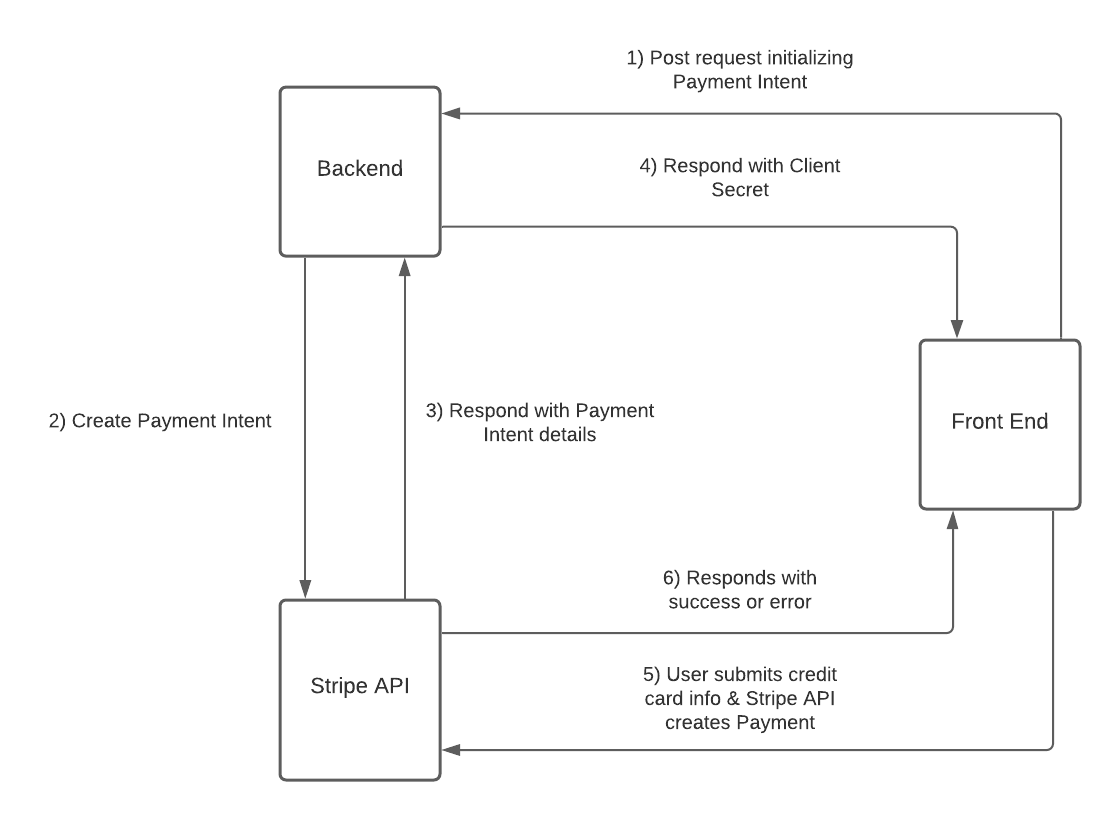 1) Post request initializing
Payment Intent
Backend
4) Respond with Client
Secret
2) Create Payment Intent
3) Respond with Payment
Intent details
Front End
6) Responds with
success or error
Stripe API
5) User submits credit
card info & Stripe API
creates Payment